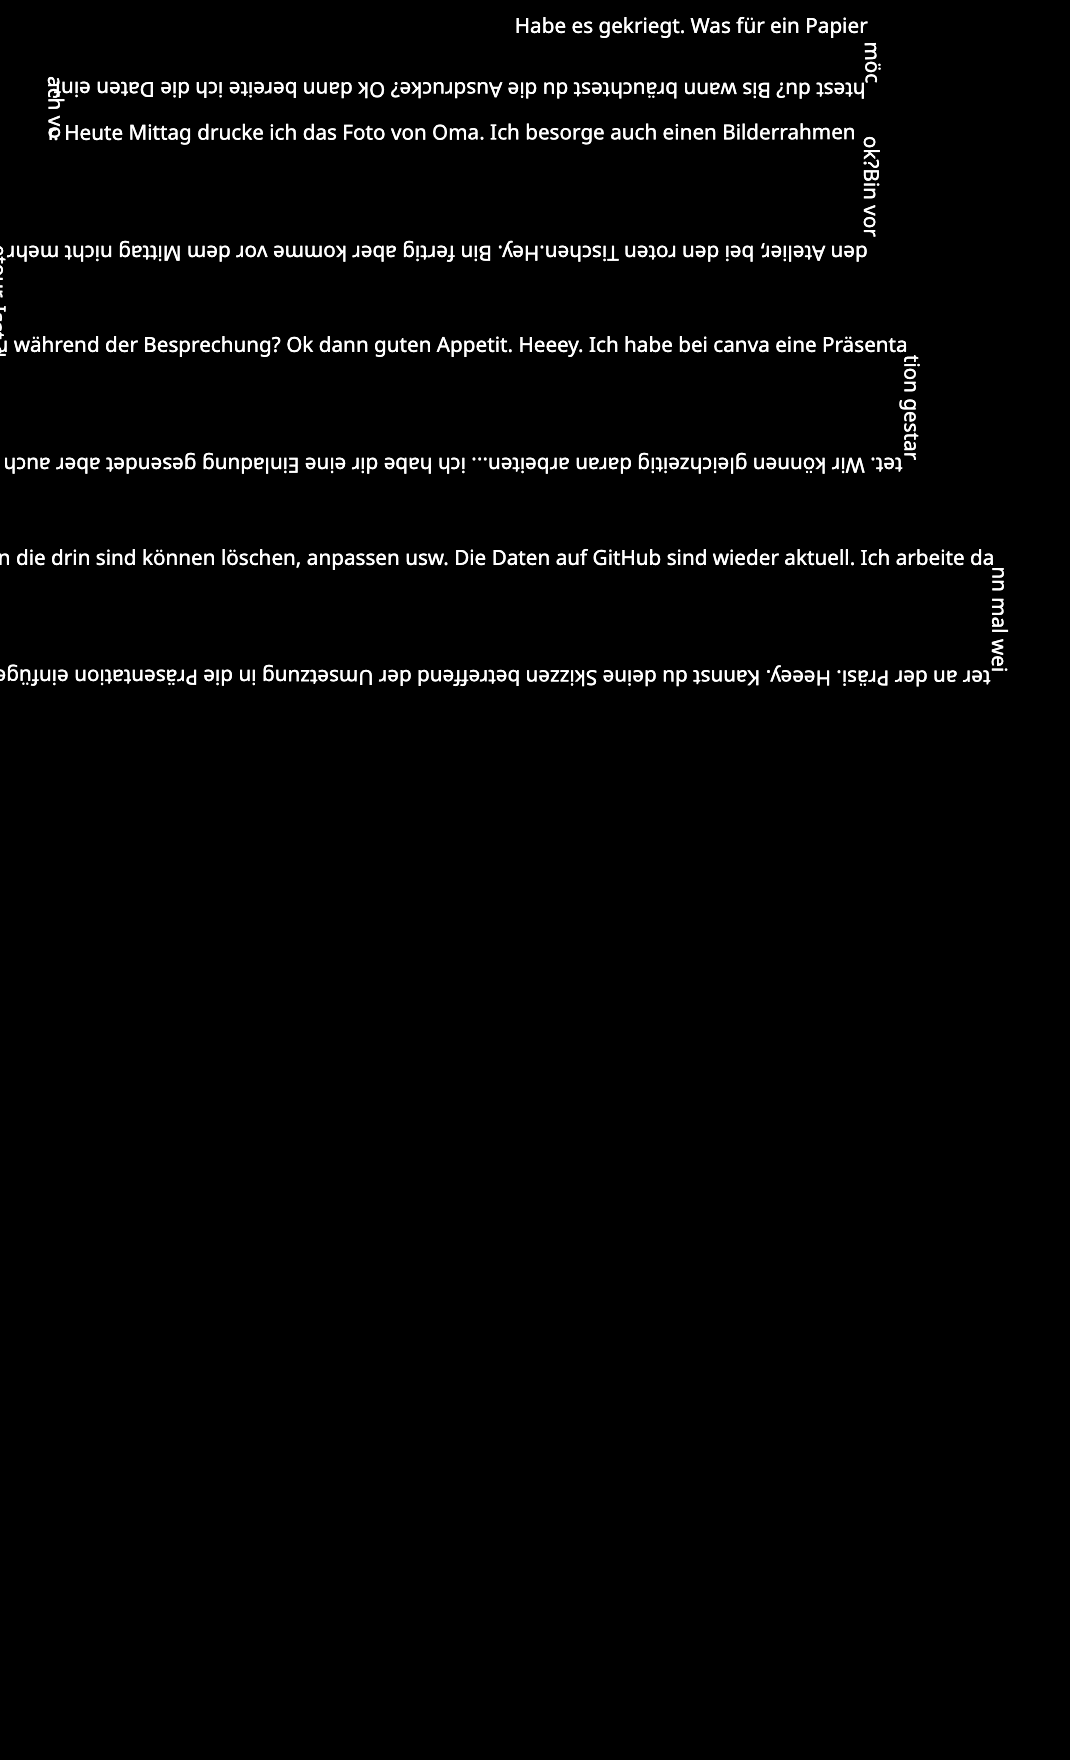 Habe es gekriegt. Was für ein Papier
möc
htest du? Bis wann bräuchtest du die Ausdrucke? Ok dann bereite ich die Daten ein
ach vo
Heute Mittag drucke ich das Foto von Oma. Ich besorge auch einen Bilderrahmen
ok?Bin vor
den Atelier, bei den roten Tischen.Hey. Bin fertig aber komme vor dem Mittag nicht mehr
während der Besprechung? Ok dann guten Appetit. Heeey. Ich habe bei canva eine Präsenta
tion gestar
tet. Wir können gleichzeitig daran arbeiten... ich habe dir eine Einladung gesendet aber auch
n die drin sind können löschen, anpassen usw. Die Daten auf GitHub sind wieder aktuell. Ich arbeite da
nn mal wei
ter an der Präsi. Heeey. Kannst du deine Skizzen betreffend der Umsetzung in die Präsentation einfüge